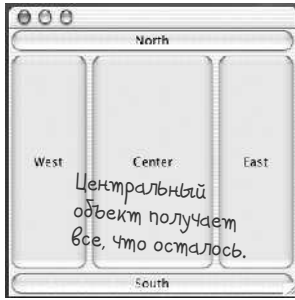 North
West Center East
Центральный
объект получает
все, что осталось.
South